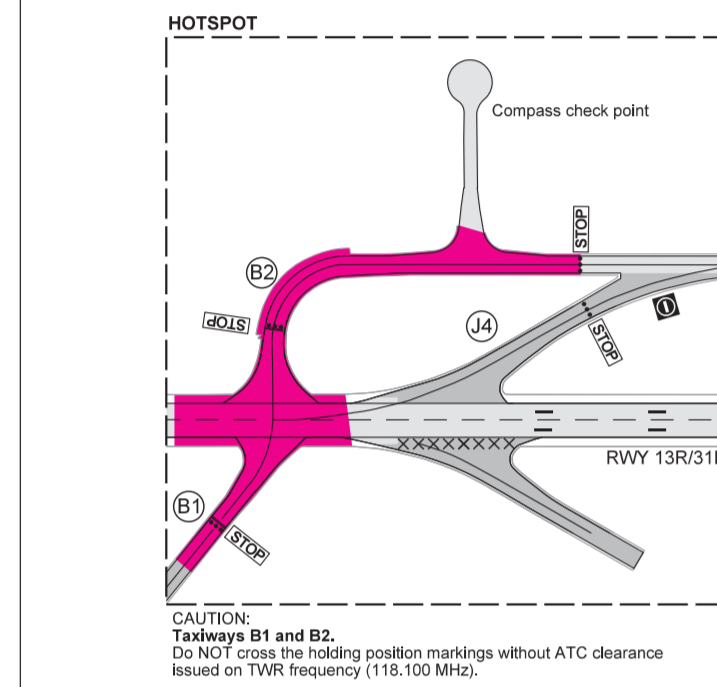 HOTSPOT
Compass check point
STOP
B2
STOP
J4
STOP
RWY 13R/31
B1
STOP
CAUTION:
Taxiways B1 and B2.
Do NOT cross the holding position markings without ATC clearance
issued on TWR frequency (118.100 MHz).